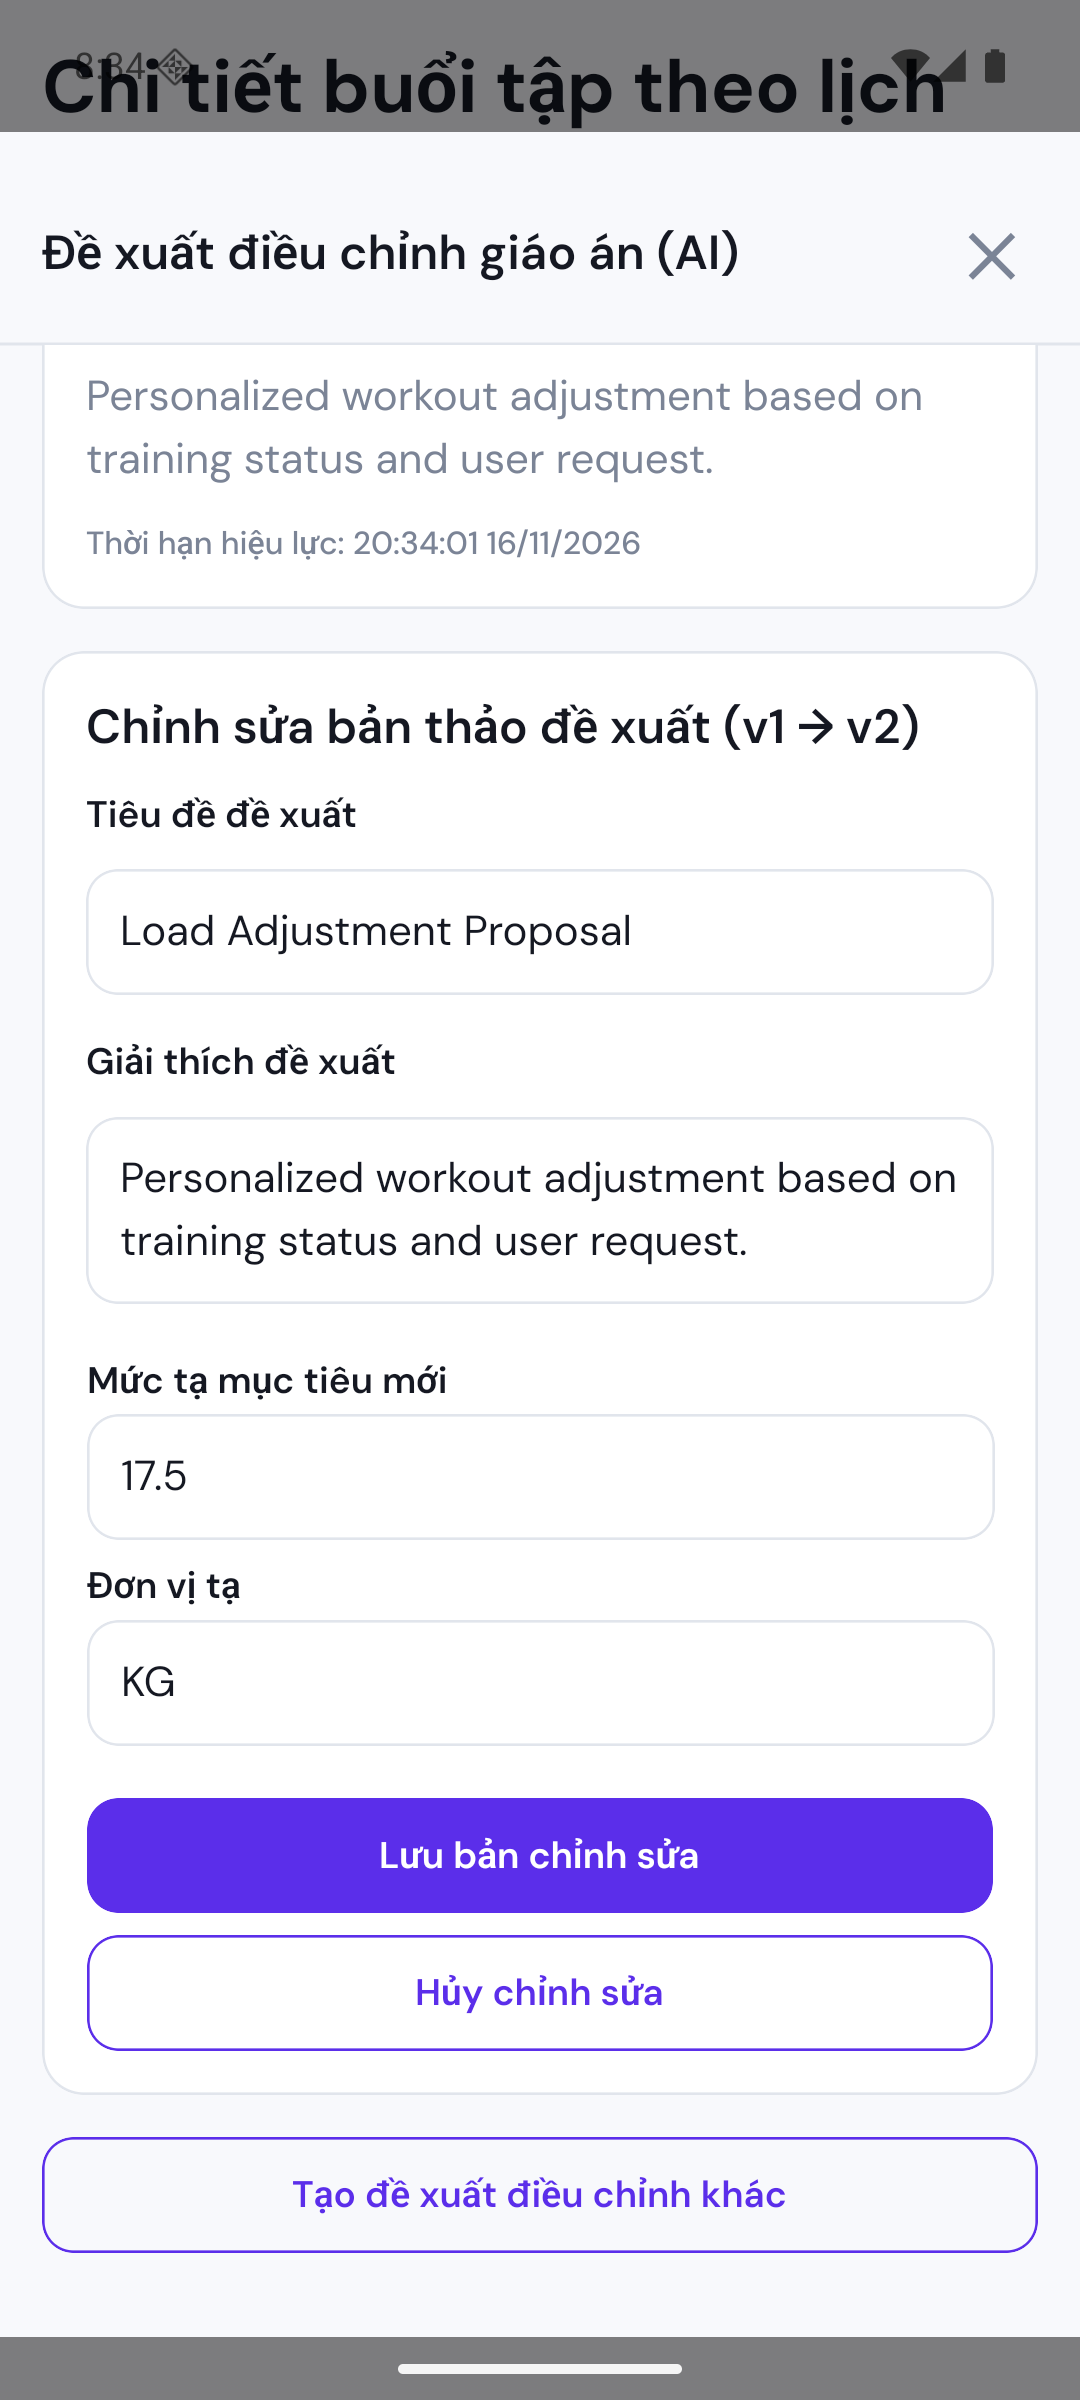 8:34
Chi tiết buổi tập theo lịch
Đề xuất điều chỉnh giáo án (AI)
Personalized workout adjustment based on
training status and user request.
Thời hạn hiệu lực: 20:34:01 16/11/2026
Chỉnh sửa bản thảo đề xuất (v1 → v2)
Tiêu đề đề xuất
Load Adjustment Proposal
Giải thích đề xuất
Personalized workout adjustment based on
training status and user request.
Mức tạ mục tiêu mới
17.5
Đơn vị tạ
KG
Lưu bản chỉnh sửa
Hủy chỉnh sửa
Tạo đề xuất điều chỉnh khác